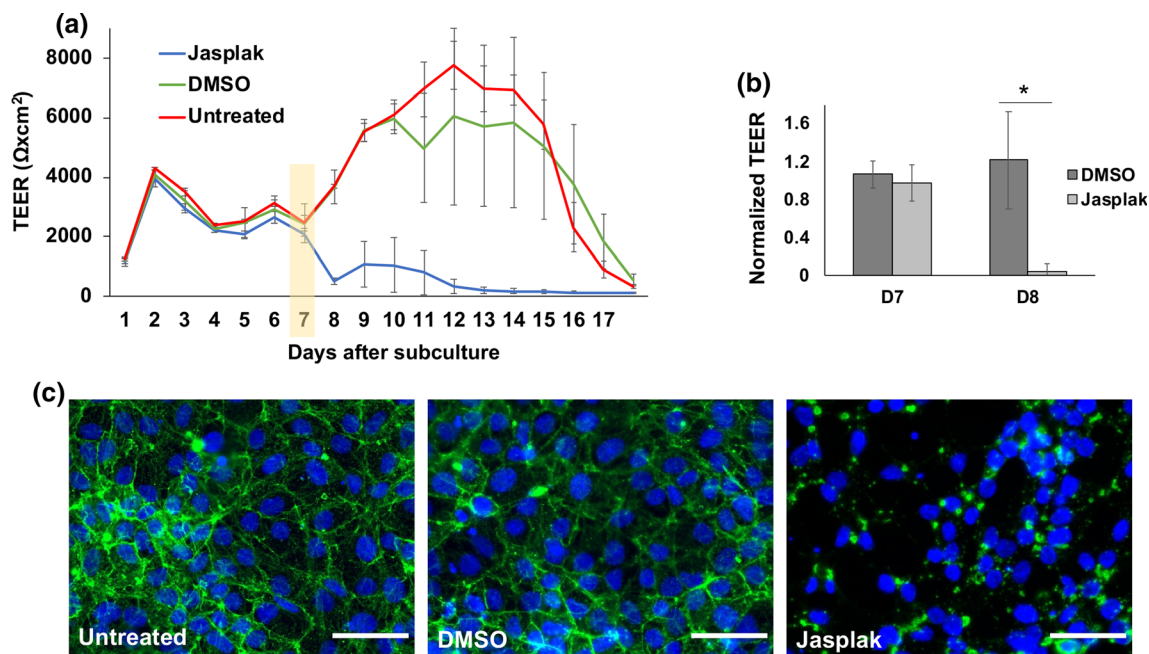 (a)
TEER (Ωxcm²)
8000
6000
4000
2000
0
Jasplak
DMSO
Untreated
1 2 3 4 5 6 7 8 9 10 11 12 13 14 15 16 17
Days after subculture
(b)
Normalized TEER
1.6
1.2
0.8
0.4
0
*
DMSO
Jasplak
D7 D8
(c)
Untreated
DMSO
Jasplak